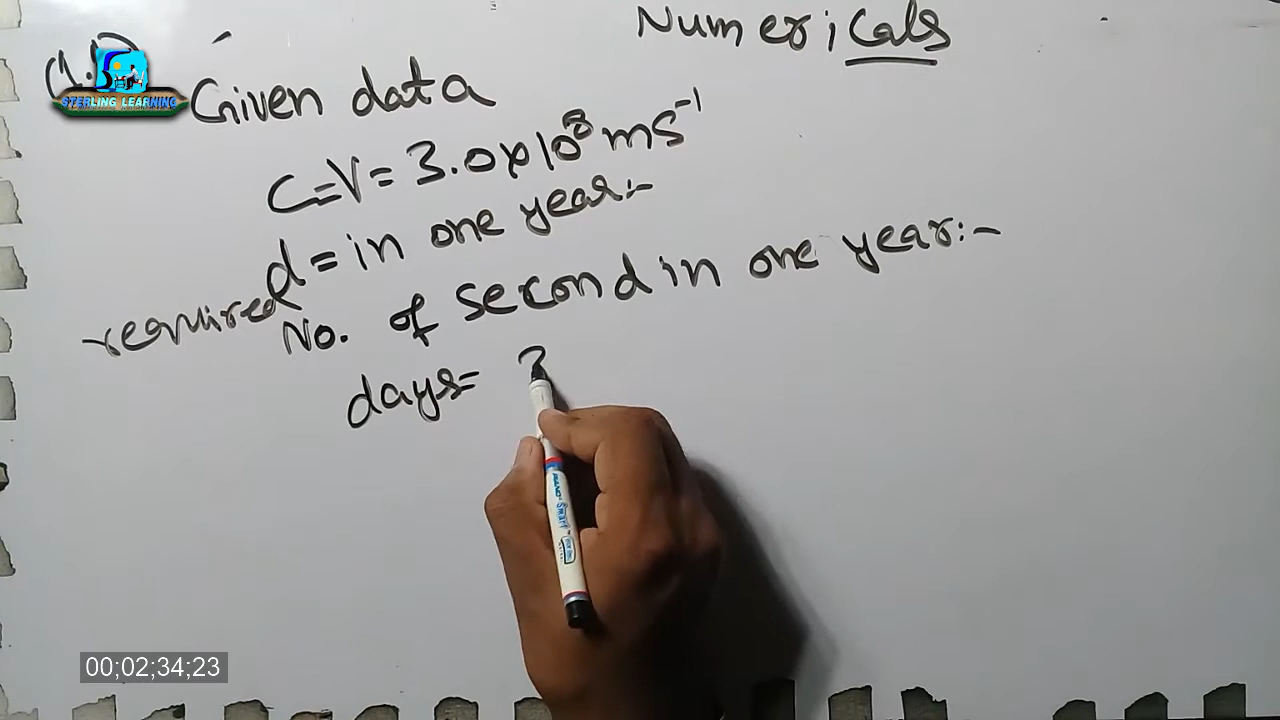 Numericals
STERLING LEARNING
Given data
C=V= 3.0×10⁸ mS⁻¹
d = in one year:-
required
No. of second in one year:-
days= 3
00;02;34;23